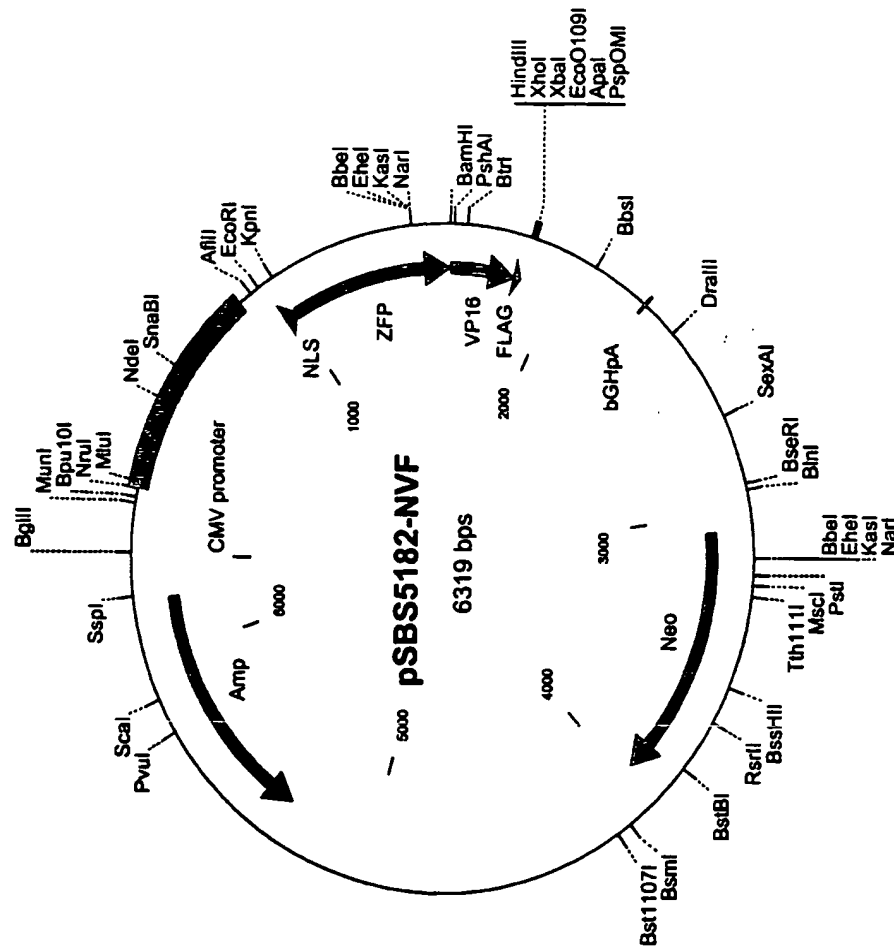 pSBS5182-NVF
6319 bps
BglII
MunI
Bpu10I
NruI
MluI
NdeI
SnaBI
AflII
EcoRI
KpnI
BbeI
EheI
KasI
NarI
BamHI
PshAI
BtrI
HindIII
XhoI
XbaI
EcoO109I
ApaI
PspOMI
BbsI
DraIII
SexAI
BseRI
BlnI
BbeI
EheI
KasI
NarI
PstI
MscI
Tth111I
BssHII
RsrII
BstBI
BsmI
Bst1107I
PvuI
ScaI
SspI
CMV promoter
NLS
ZFP
VP16
FLAG
bGHpA
Neo
Amp
1000
2000
3000
4000
5000
6000